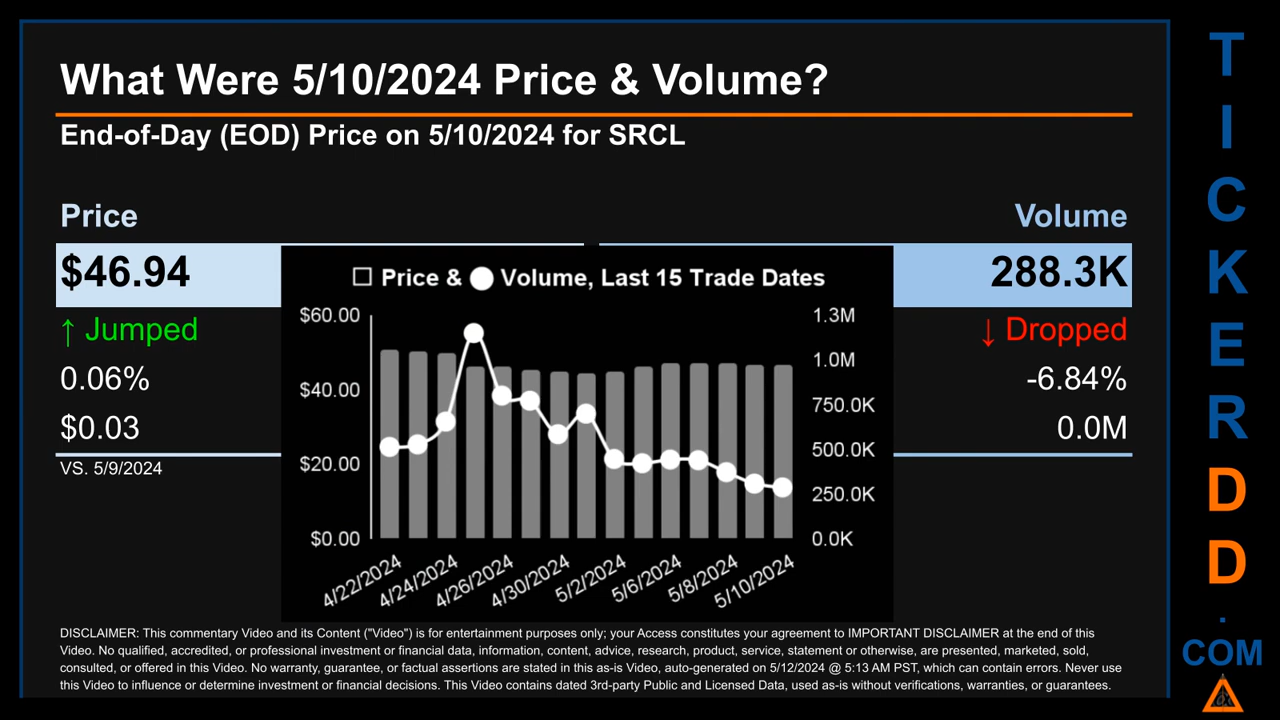 What Were 5/10/2024 Price & Volume?
End-of-Day (EOD) Price on 5/10/2024 for SRCL
Price
Volume
$46.94
288.3K
↑ Jumped
↓ Dropped
0.06%
-6.84%
$0.03
0.0M
VS. 5/9/2024
Price & Volume, Last 15 Trade Dates
$60.00
$40.00
$20.00
$0.00
1.3M
1.0M
750.0K
500.0K
250.0K
0.0K
4/22/2024
4/24/2024
4/26/2024
4/30/2024
5/2/2024
5/6/2024
5/8/2024
5/10/2024
DISCLAIMER: This commentary Video and its Content ("Video") is for entertainment purposes only; your Access constitutes your agreement to IMPORTANT DISCLAIMER at the end of this
Video. No qualified, accredited, or professional investment or financial data, information, content, advice, research, product, service, statement or otherwise, are presented, marketed, sold,
consulted, or offered in this Video. No warranty, guarantee, or factual assertions are stated in this as-is Video, auto-generated on 5/12/2024 @ 5:13 AM PST, which can contain errors. Never use
this Video to influence or determine investment or financial decisions. This Video contains dated 3rd-party Public and Licensed Data, used as-is without verifications, warranties, or guarantees.
T
I
C
K
E
R
D
D
.
COM